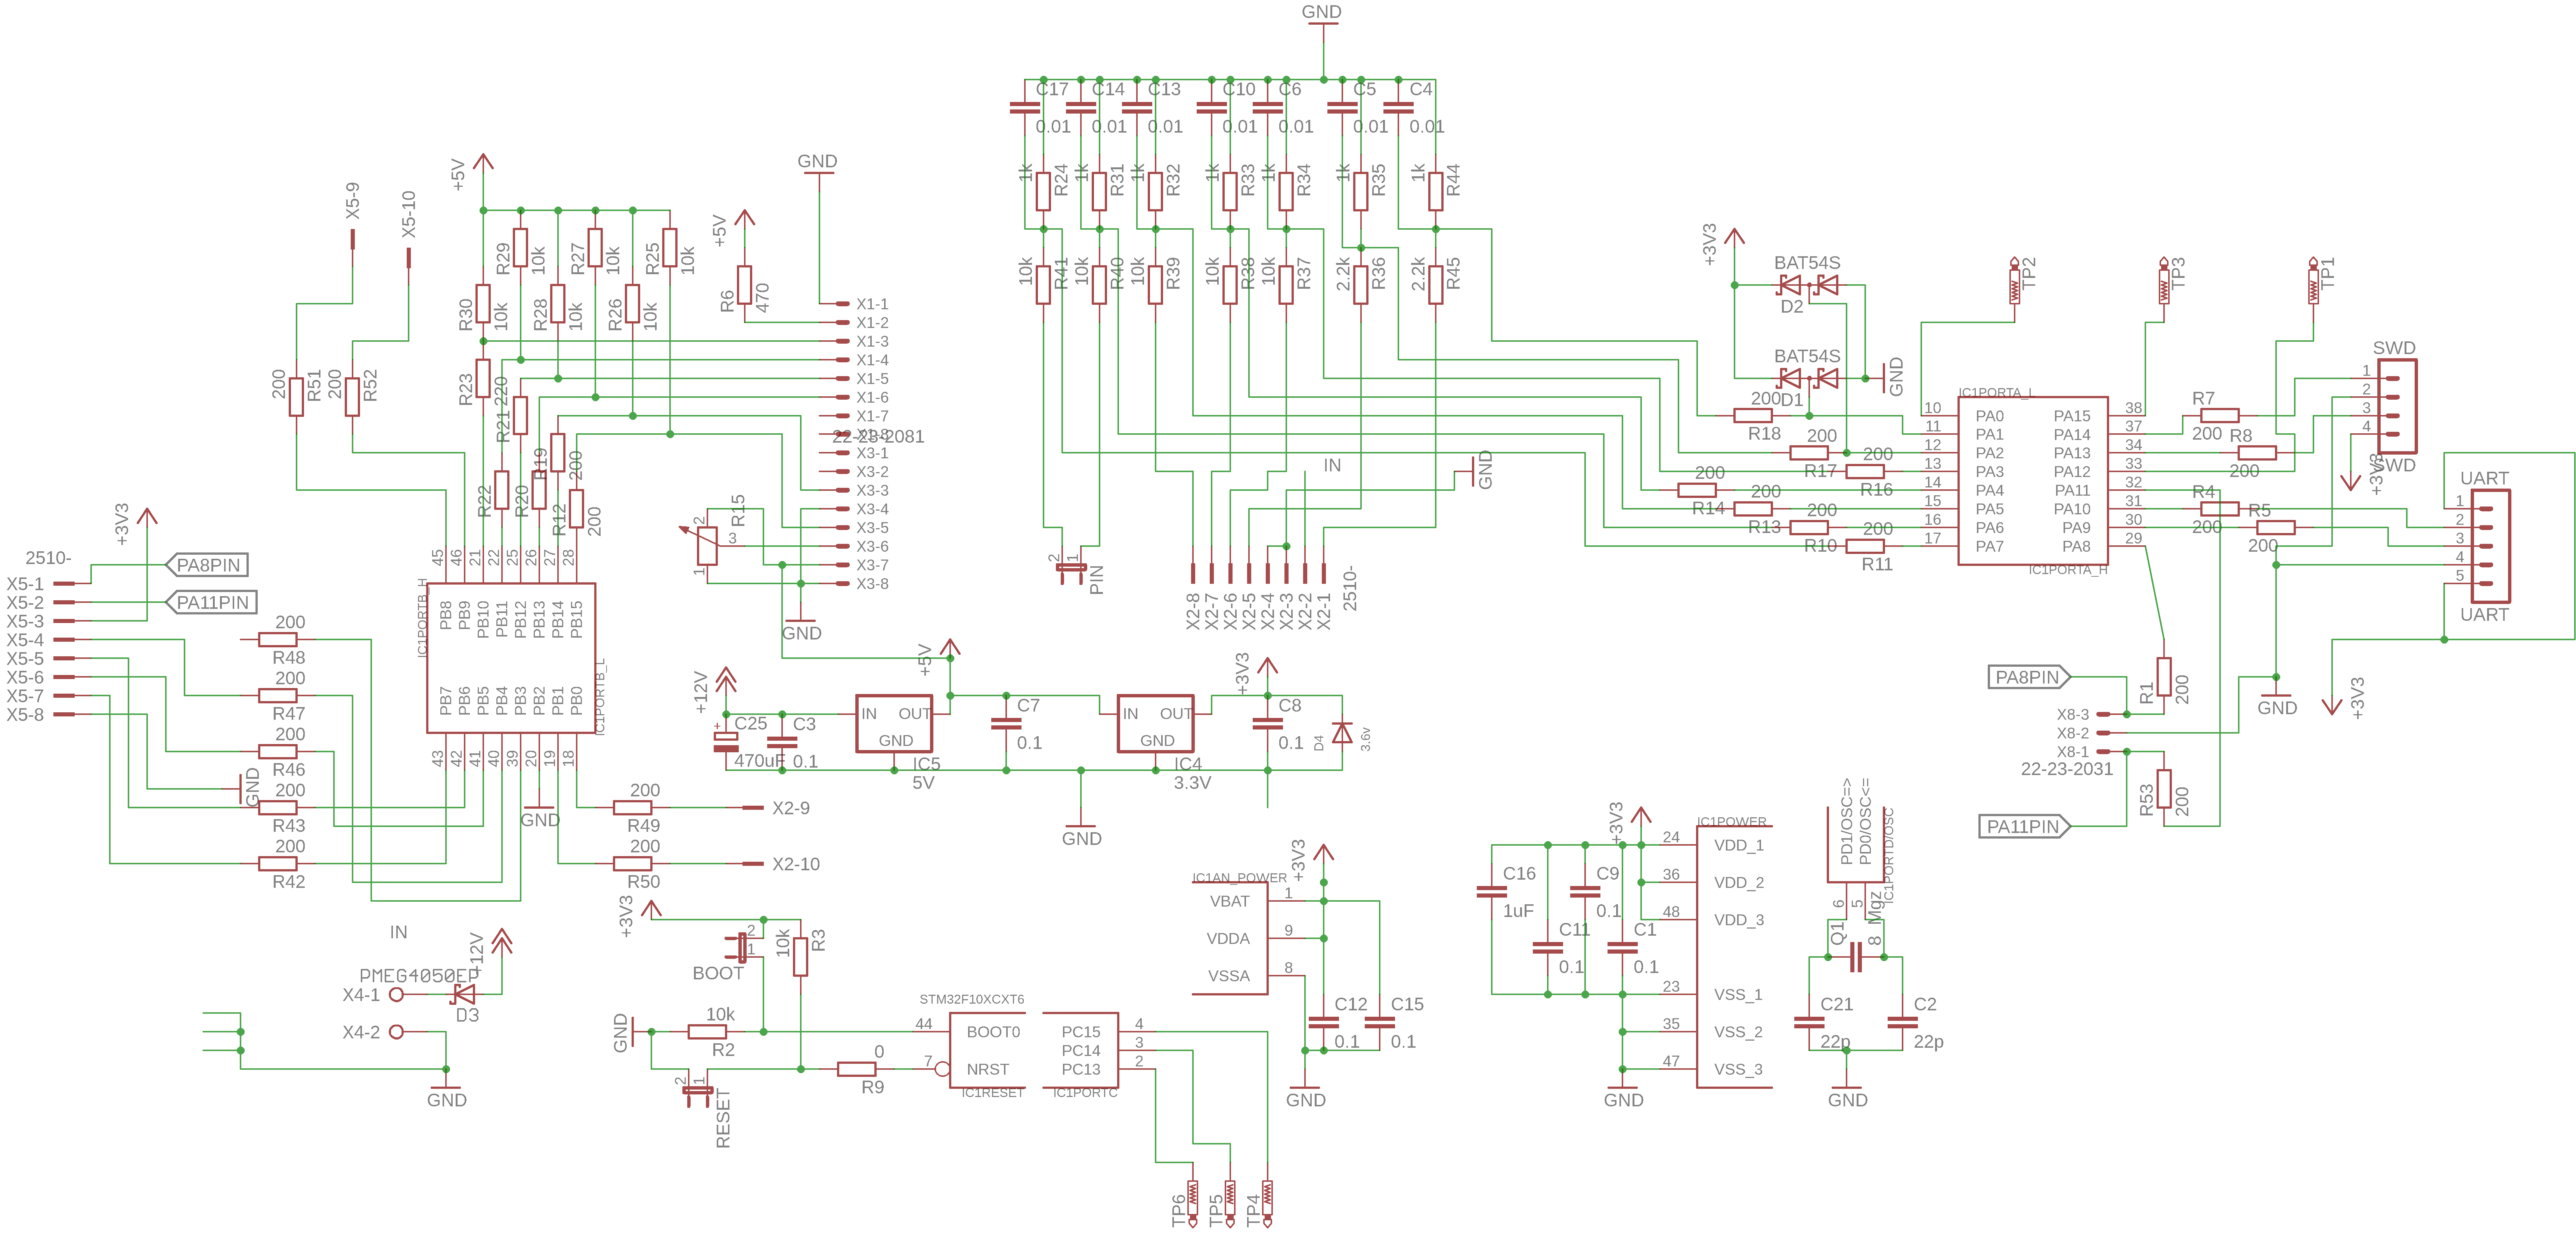 GND
C17 C14 C13 C10 C6 C5 C4
0.01 0.01 0.01 0.01 0.01 0.01 0.01
1k R24 1k R31 1k R32 1k R33 1k R34 1k R35 1k R44
10k R41 10k R40 10k R39 10k R38 10k R37 2.2k R36 2.2k R45
X5-9
X5-10
+5V
GND
R29 10k R27 10k R25 10k
R30 10k R28 10k R26 10k
+5V
R6 470
X1-1
X1-2
X1-3
X1-4
X1-5
X1-6
X1-7
X1-8
22-23-2081
X3-1
X3-2
X3-3
X3-4
X3-5
X3-6
X3-7
X3-8
200 R51 200 R52
R23 220
R21
R19 200
R22 R20 R12 200
R15
2
3
1
GND
+3V3
2510-
X5-1
X5-2
X5-3
X5-4
X5-5
X5-6
X5-7
X5-8
PA8PIN
PA11PIN
45 46 21 22 25 26 27 28
IC1PORTB_H
PB8 PB9 PB10 PB11 PB12 PB13 PB14 PB15
PB7 PB6 PB5 PB4 PB3 PB2 PB1 PB0
IC1PORTB_L
43 42 41 40 39 20 19 18
200
R48
200
R47
200
R46
GND
200
R43
200
R42
GND
200
R49
X2-9
200
R50
X2-10
2 1
PIN
IN
GND
X2-8 X2-7 X2-6 X2-5 X2-4 X2-3 X2-2 X2-1
2510-
+12V
C25
470uF
C3
0.1
+5V
IN OUT
GND
IC5
5V
C7
0.1
IN OUT
GND
IC4
3.3V
+3V3
C8
0.1
D4
3.6v
GND
+3V3
BAT54S
D2
BAT54S
D1
GND
200
R18
200
R17
200
R16
200
R14
200
R13
200
R10
200
R11
TP2
TP3
TP1
IC1PORTA_L
10 PA0 PA15 38
11 PA1 PA14 37
12 PA2 PA13 34
13 PA3 PA12 33
14 PA4 PA11 32
15 PA5 PA10 31
16 PA6 PA9 30
17 PA7 PA8 29
IC1PORTA_H
R7
200
R8
200
R4
200
R5
200
SWD
1
2
3
4
SWD
+3V3
UART
1
2
3
4
5
UART
PA8PIN
R1 200
GND
+3V3
X8-3
X8-2
X8-1
22-23-2031
R53 200
PA11PIN
IN
PMEG4050EP
+12V
X4-1
D3
X4-2
GND
+3V3
2
1
BOOT
10k R3
GND
10k
R2
2 1
RESET
0
R9
STM32F10XCXT6
44 BOOT0
7 NRST
IC1RESET
PC15 4
PC14 3
PC13 2
IC1PORTC
TP6 TP5 TP4
IC1AN_POWER
+3V3
VBAT 1
VDDA 9
VSSA 8
C12
0.1
C15
0.1
GND
+3V3
C16
1uF
C9
0.1
C11
0.1
C1
0.1
GND
IC1POWER
24 VDD_1
36 VDD_2
48 VDD_3
23 VSS_1
35 VSS_2
47 VSS_3
PD1/OSC=>
PD0/OSC<=
IC1PORTD/OSC
6 5
Q1
8 Mgz
C21
22p
C2
22p
GND